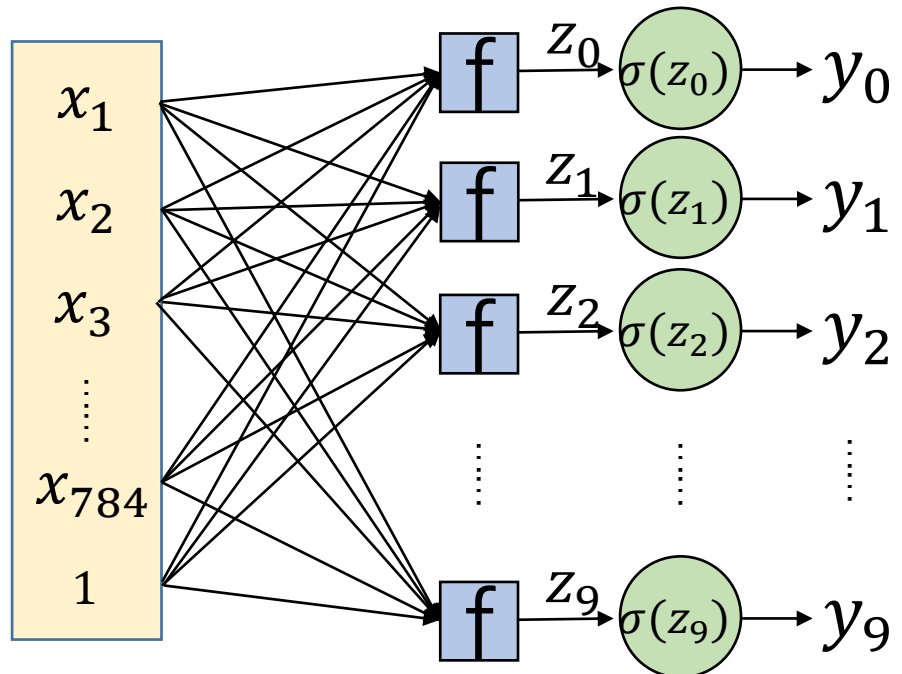 x₁
x₂
x₃
......
x₇₈₄
1
f z₀ σ(z₀) y₀
f z₁ σ(z₁) y₁
f z₂ σ(z₂) y₂
...... ...... ......
f z₉ σ(z₉) y₉